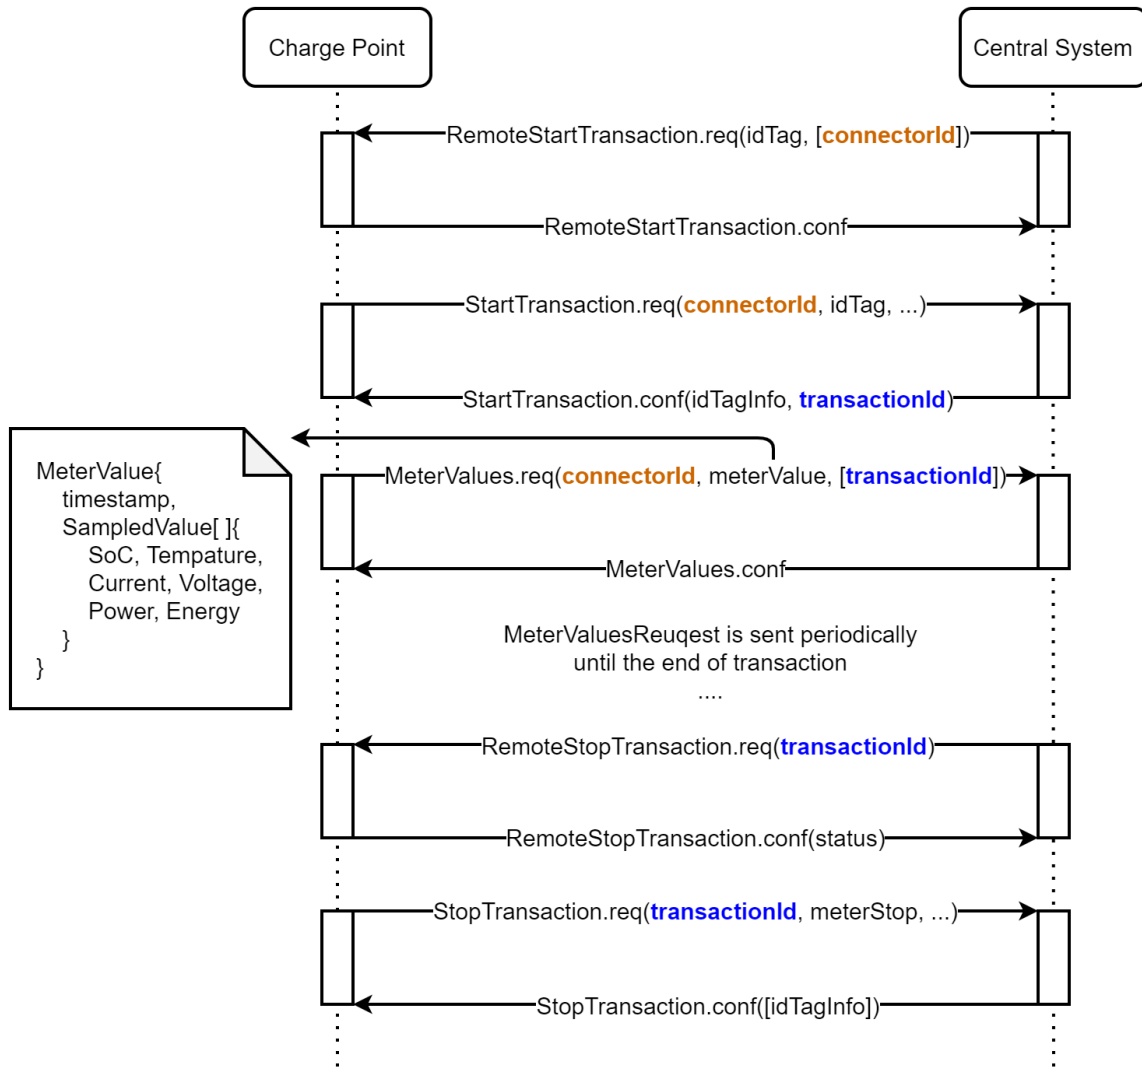 Charge Point
Central System
RemoteStartTransaction.req(idTag, [connectorId])
RemoteStartTransaction.conf
StartTransaction.req(connectorId, idTag, ...)
StartTransaction.conf(idTagInfo, transactionId)
MeterValue{
timestamp,
SampledValue[ ]{
SoC, Tempature,
Current, Voltage,
Power, Energy
}
}
MeterValues.req(connectorId, meterValue, [transactionId])
MeterValues.conf
MeterValuesReuqest is sent periodically
until the end of transaction
....
RemoteStopTransaction.req(transactionId)
RemoteStopTransaction.conf(status)
StopTransaction.req(transactionId, meterStop, ...)
StopTransaction.conf([idTagInfo])